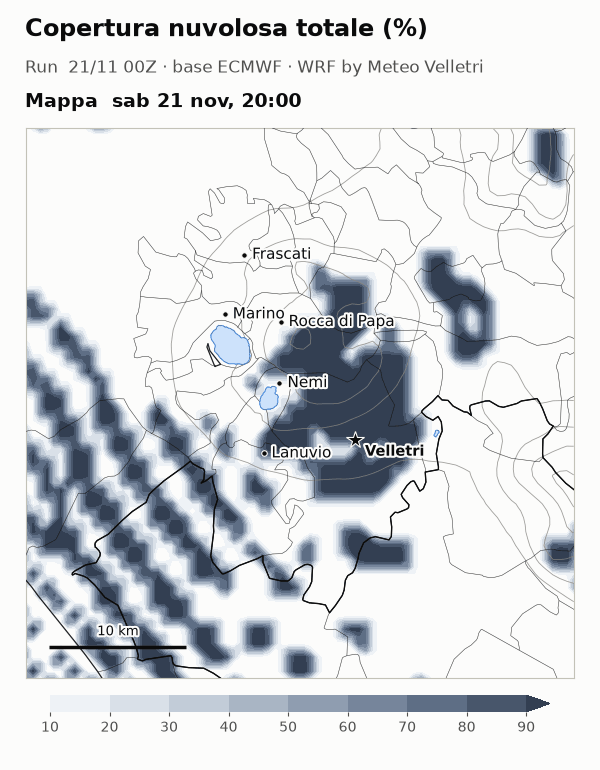 Copertura nuvolosa totale (%)
Run  21/11 00Z · base ECMWF · WRF by Meteo Velletri
Mappa  sab 21 nov, 20:00
Frascati
Marino
Rocca di Papa
Nemi
Velletri
Lanuvio
10 km
10 20 30 40 50 60 70 80 90